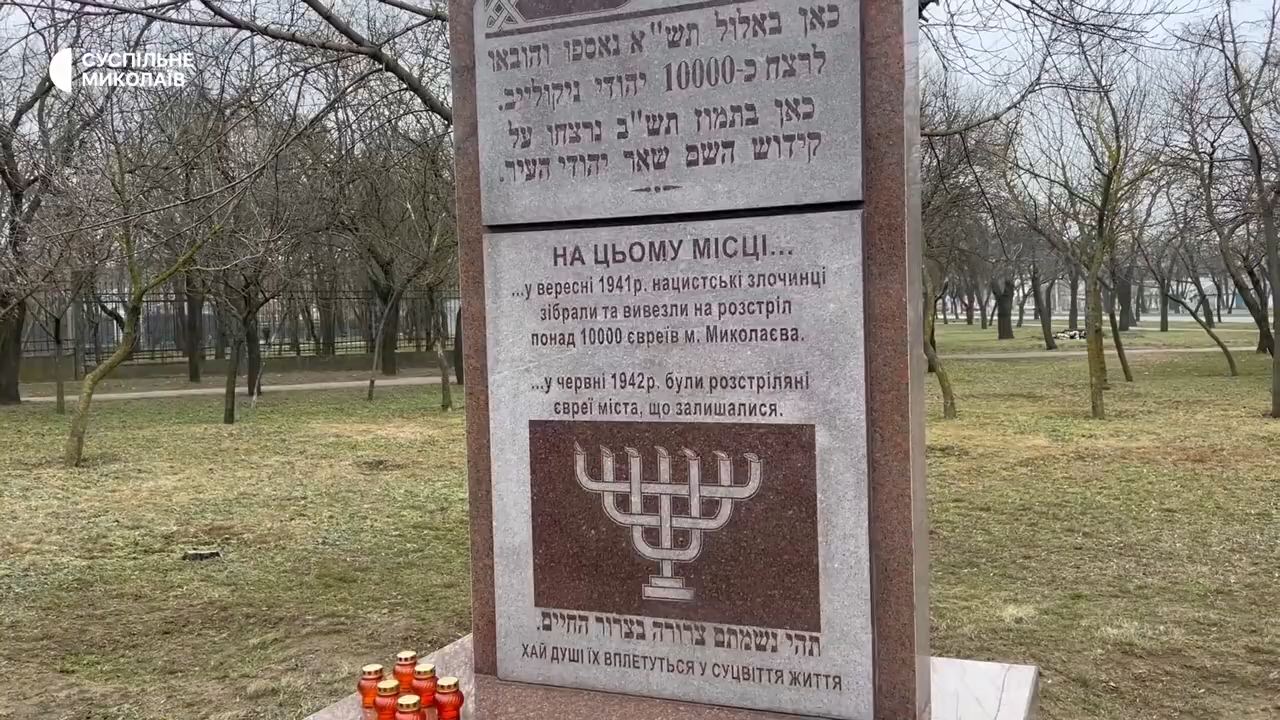 СУСПІЛЬНЕ
МИКОЛАЇВ
כאן באלול תש"א נאספו והובאו
לרצח כ-10000 יהודי ניקולייב.
כאן בתמוז תש"ב נרצחו על
קידוש השם שאר יהודי העיר.
НА ЦЬОМУ МІСЦІ...
...у вересні 1941р. нацистські злочинці
зібрали та вивезли на розстріл
понад 10000 євреїв м. Миколаєва.
...у червні 1942р. були розстріляні
євреї міста, що залишалися.
תהי נשמתם צרורה בצרור החיים.
ХАЙ ДУШІ ЇХ ВПЛЕТУТЬСЯ У СУЦВІТТЯ ЖИТТЯ